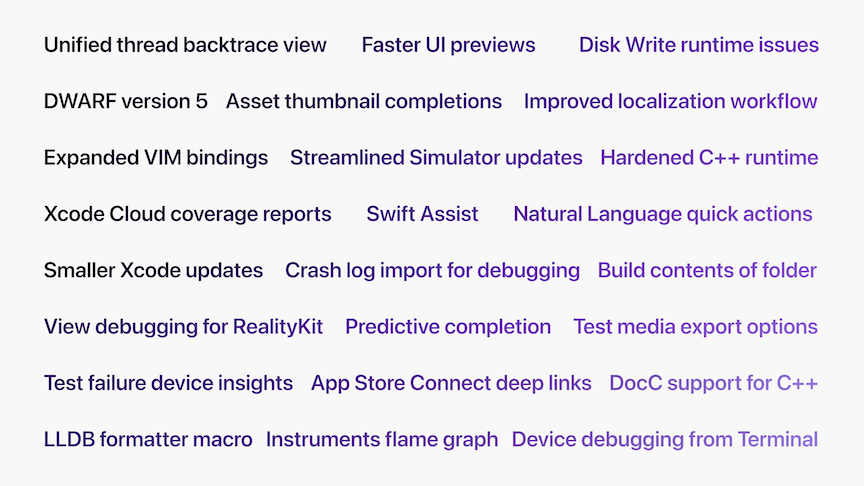 Unified thread backtrace view Faster UI previews Disk Write runtime issues
DWARF version 5 Asset thumbnail completions Improved localization workflow
Expanded VIM bindings Streamlined Simulator updates Hardened C++ runtime
Xcode Cloud coverage reports Swift Assist Natural Language quick actions
Smaller Xcode updates Crash log import for debugging Build contents of folder
View debugging for RealityKit Predictive completion Test media export options
Test failure device insights App Store Connect deep links DocC support for C++
LLDB formatter macro Instruments flame graph Device debugging from Terminal